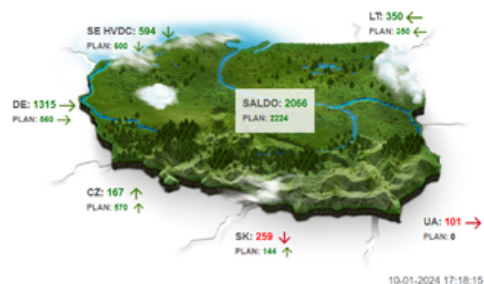 LT: 350 ←
PLAN: 350 ←
SE HVDC: 594 ↓
PLAN: 600 ↓
DE: 1315 →
PLAN: 560 →
SALDO: 2066
PLAN: 2224
CZ: 167 ↑
PLAN: 570 ↑
UA: 101 →
PLAN: 0
SK: 259 ↓
PLAN: 144 ↑
10-01-2024 17:18:15